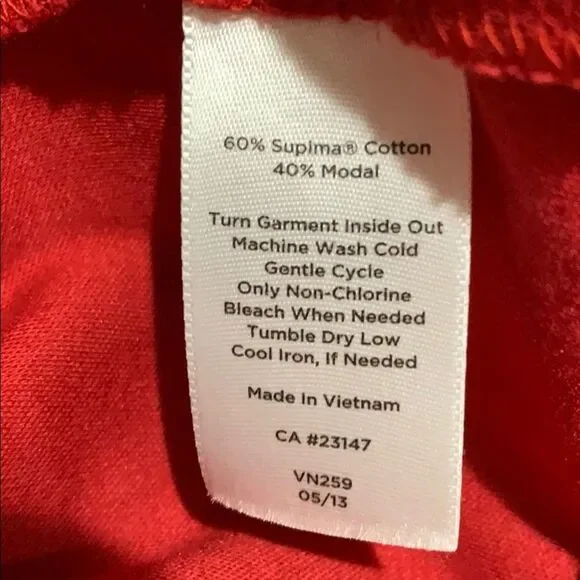 60% Supima® Cotton
40% Modal
Turn Garment Inside Out
Machine Wash Cold
Gentle Cycle
Only Non-Chlorine
Bleach When Needed
Tumble Dry Low
Cool Iron, If Needed
Made In Vietnam
CA #23147
VN259
05/13